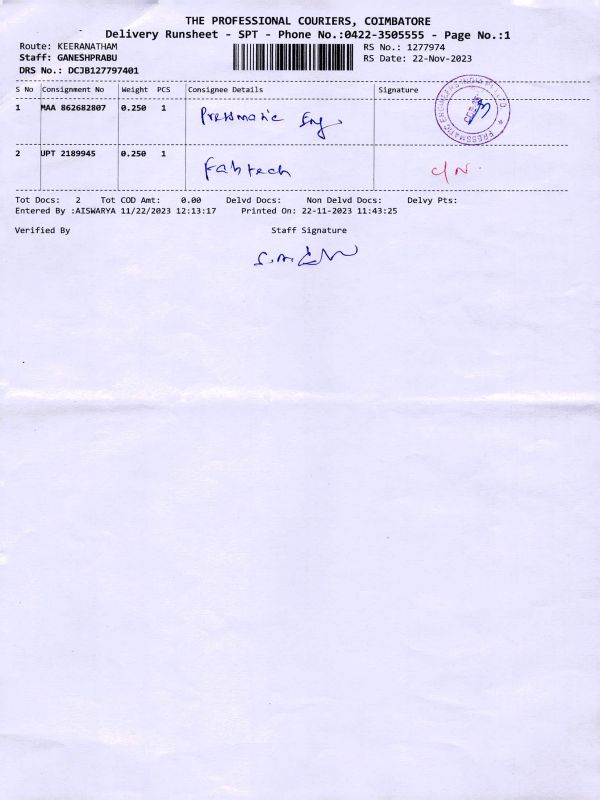 THE PROFESSIONAL COURIERS, COIMBATORE
Delivery Runsheet - SPT - Phone No.:0422-3505555 - Page No.:1
Route: KEERANATHAM RS No.: 1277974
Staff: GANESHPRABU RS Date: 22-Nov-2023
DRS No.: DCJB127797401
S No Consignment No Weight PCS Consignee Details Signature
1 MAA 862682807 0.250 1 Pressmatic Eng
PRESSMATIC ENGINEERS INDIA
2 UPT 2189945 0.250 1 Fabtech C/N.
Tot Docs: 2 Tot COD Amt: 0.00 Delvd Docs: Non Delvd Docs: Delvy Pts:
Entered By :AISWARYA 11/22/2023 12:13:17 Printed On: 22-11-2023 11:43:25
Verified By Staff Signature